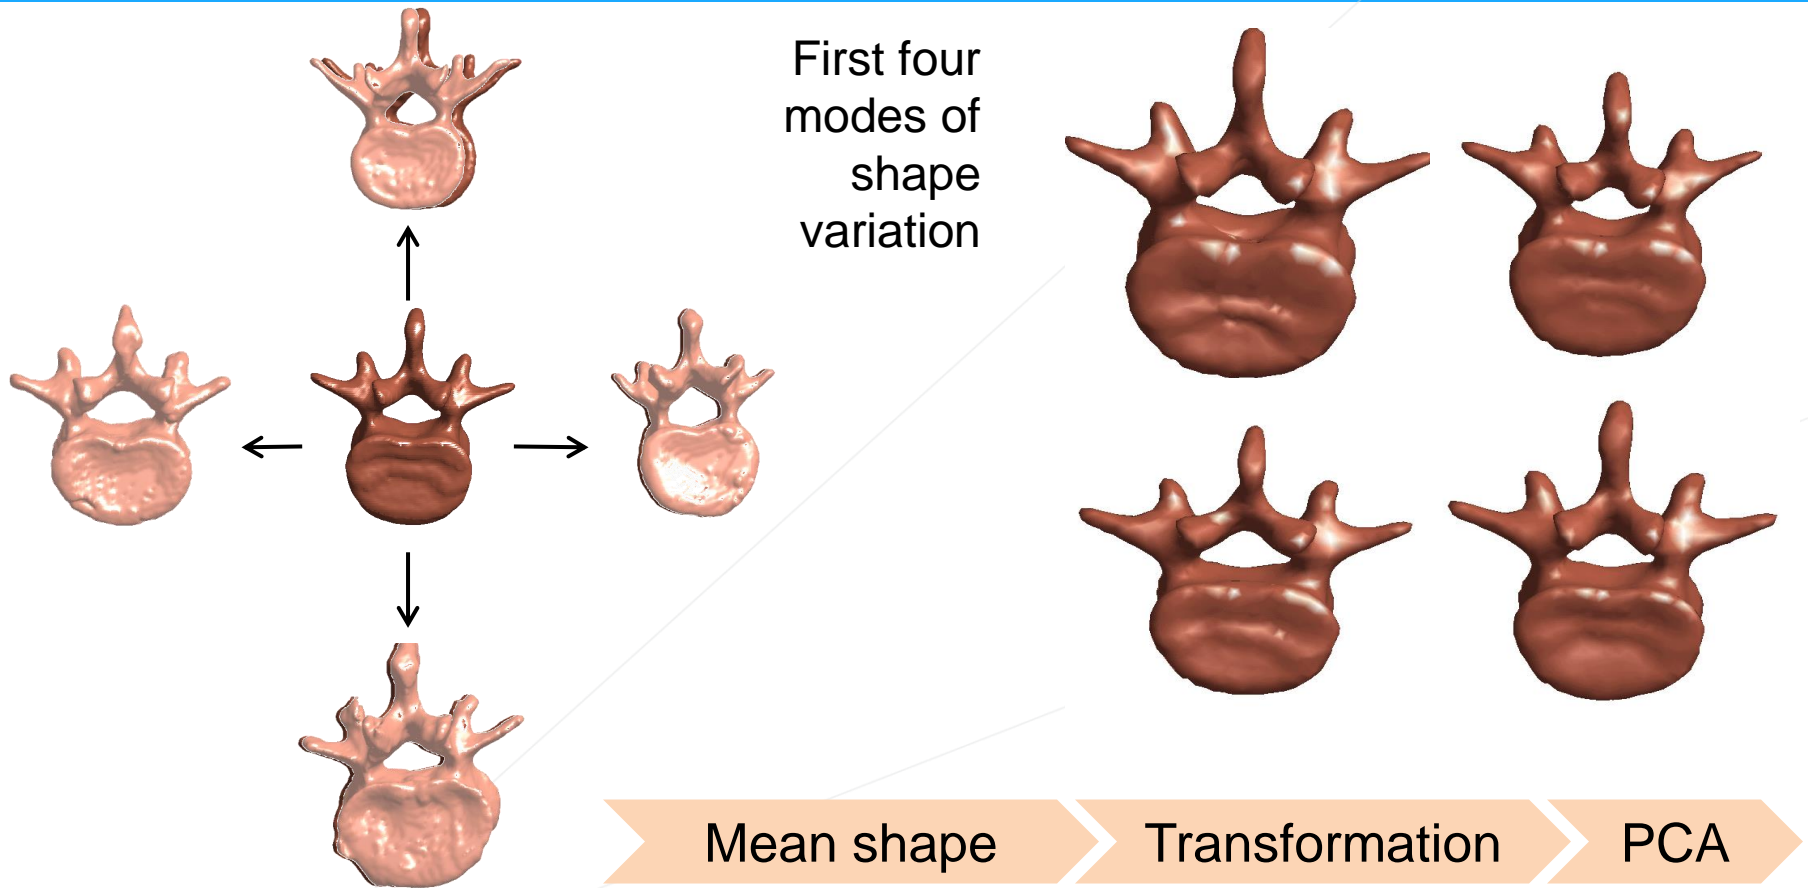 First four
modes of
shape
variation
Mean shape
Transformation
PCA